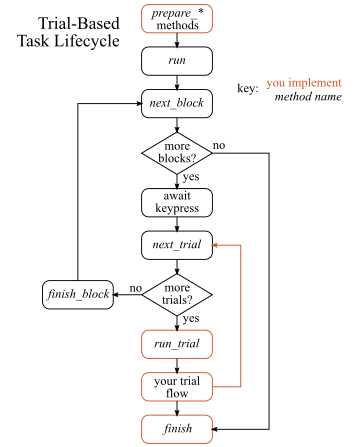 Trial-Based
Task Lifecycle
prepare_*
methods
run
key: you implement
method name
next_block
more
blocks?
no
yes
await
keypress
next_trial
more
trials?
no
yes
finish_block
run_trial
your trial
flow
finish